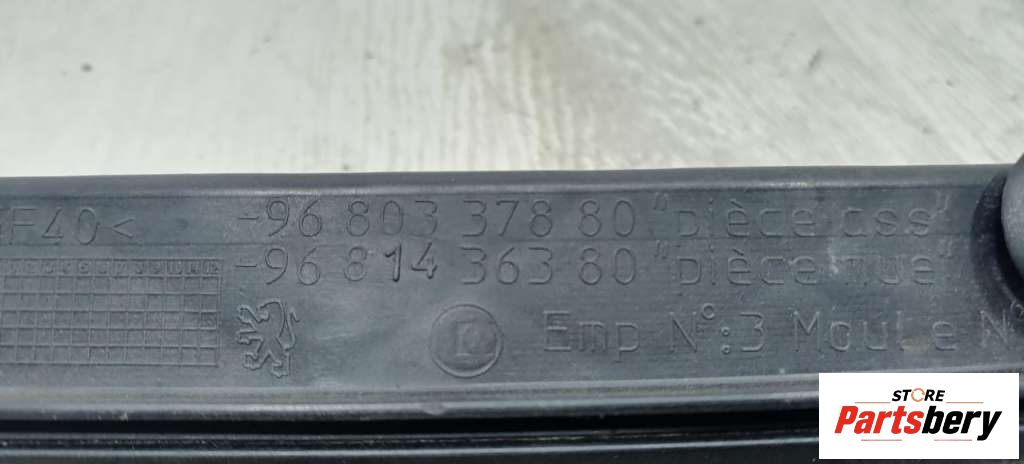 F40<
-96 803 378 80 "pièce ass"
-96 814 363 80 "pièce nue"
Emp N°:3 Moule N°
STORE
Partsbery